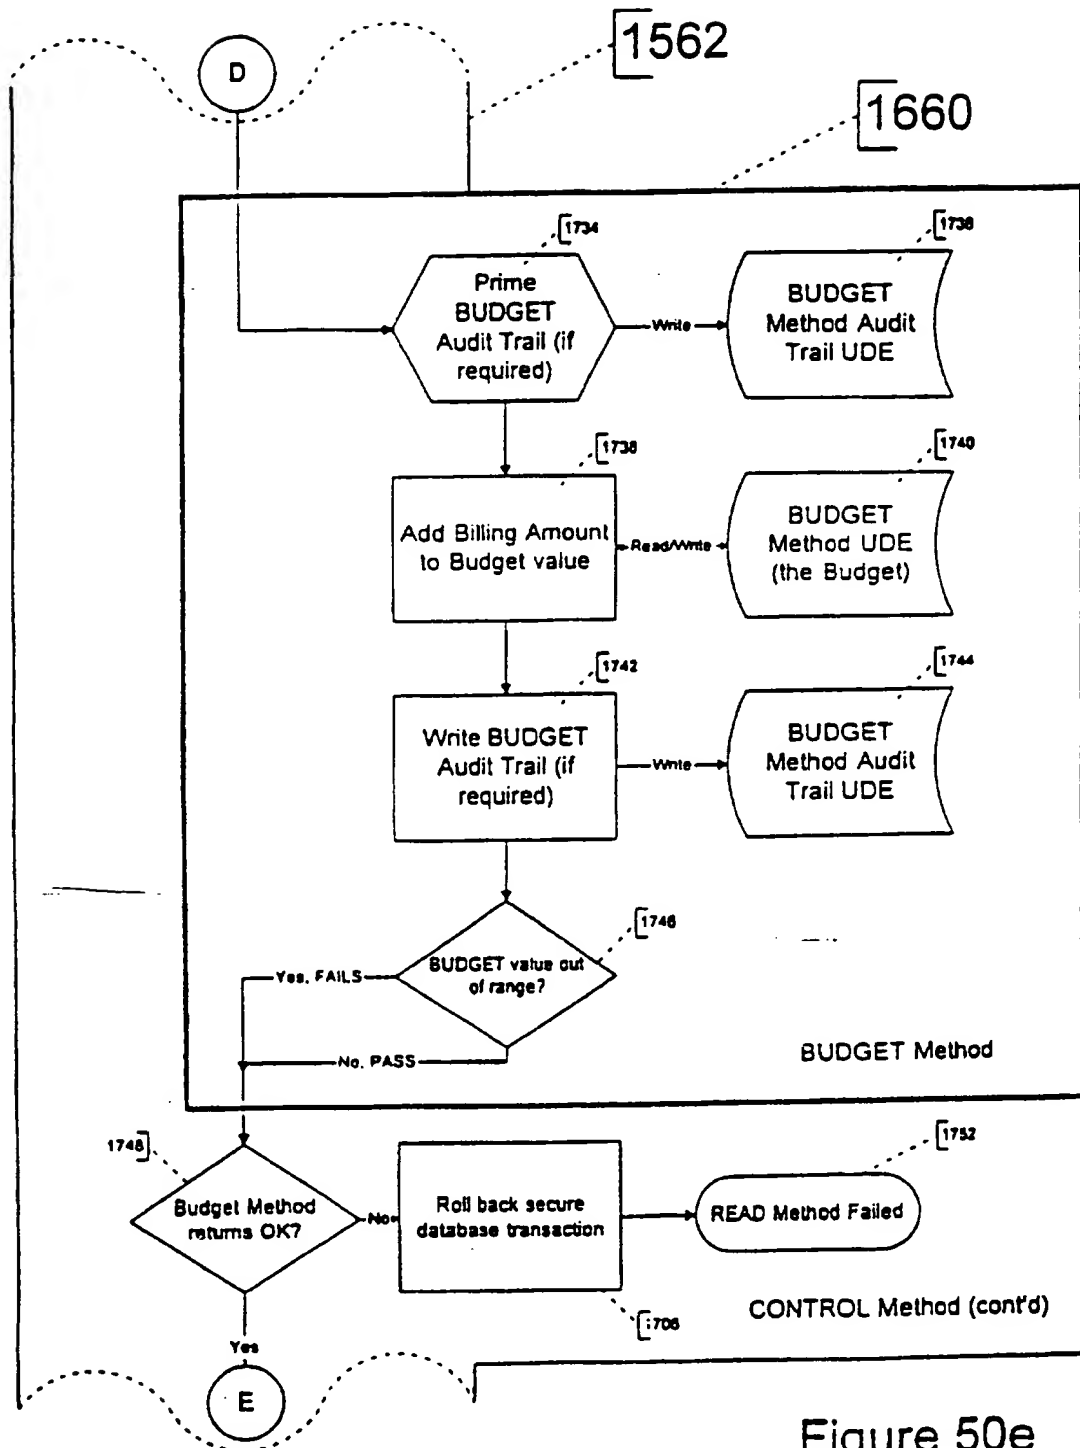 D
1562
1660
1734
Prime
BUDGET
Audit Trail (if
required)
Write
1736
BUDGET
Method Audit
Trail UDE
1738
Add Billing Amount
to Budget value
Read/Write
1740
BUDGET
Method UDE
(the Budget)
1742
Write BUDGET
Audit Trail (if
required)
Write
1744
BUDGET
Method Audit
Trail UDE
1746
BUDGET value out
of range?
Yes, FAILS
No, PASS
BUDGET Method
1748
Budget Method
returns OK?
No
Roll back secure
database transaction
1752
READ Method Failed
CONTROL Method (cont'd)
Yes
E
Figure 50e